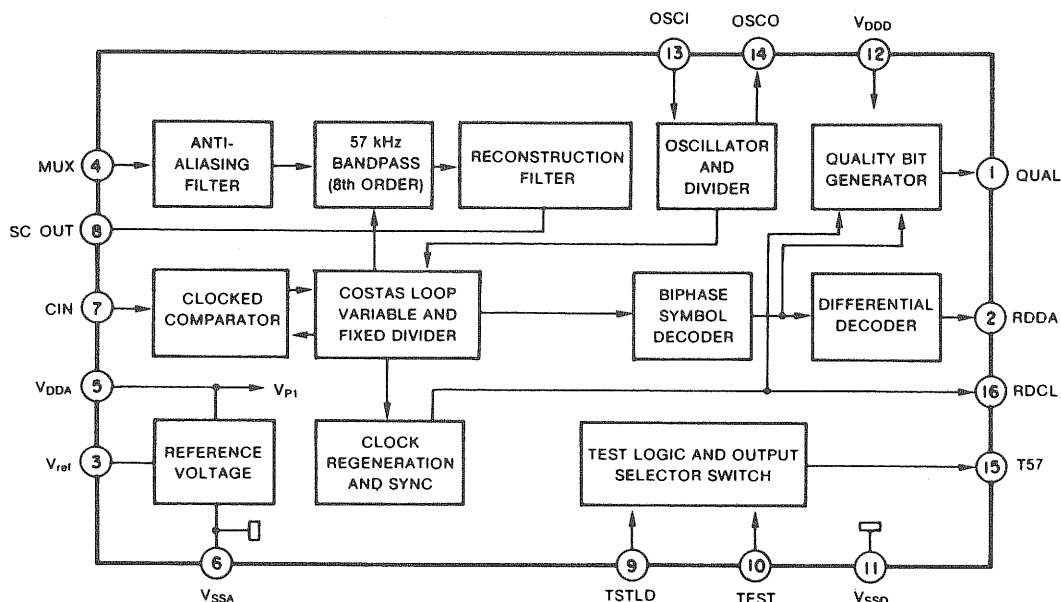 OSCI
OSCO
VDDD
13
14
12
MUX
4
ANTI-
ALIASING
FILTER
57 kHz
BANDPASS
(8th ORDER)
RECONSTRUCTION
FILTER
OSCILLATOR
AND
DIVIDER
QUALITY BIT
GENERATOR
1
QUAL
SC OUT
8
CIN
7
CLOCKED
COMPARATOR
COSTAS LOOP
VARIABLE AND
FIXED DIVIDER
BIPHASE
SYMBOL
DECODER
DIFFERENTIAL
DECODER
2
RDDA
VDDA
5
VP1
16
RDCL
Vref
3
REFERENCE
VOLTAGE
CLOCK
REGENERATION
AND SYNC
TEST LOGIC AND OUTPUT
SELECTOR SWITCH
15
T57
6
9
10
11
VSSA
TSTLD
TEST
VSSD